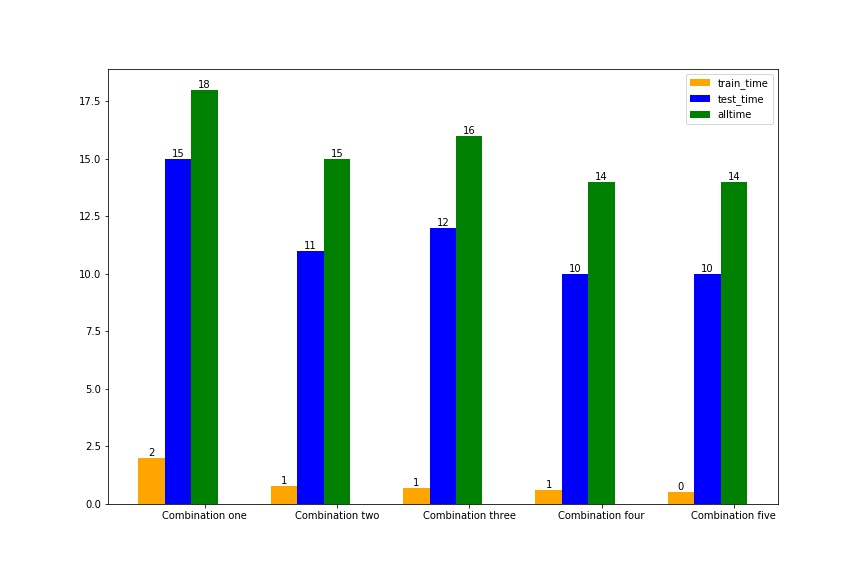 18
17.5
train_time
test_time
alltime
16
15.0
15
15
14
14
12.5
12
11
10.0
10
10
7.5
5.0
2.5
2
1
1
1
0
0.0
Combination one
Combination two
Combination three
Combination four
Combination five